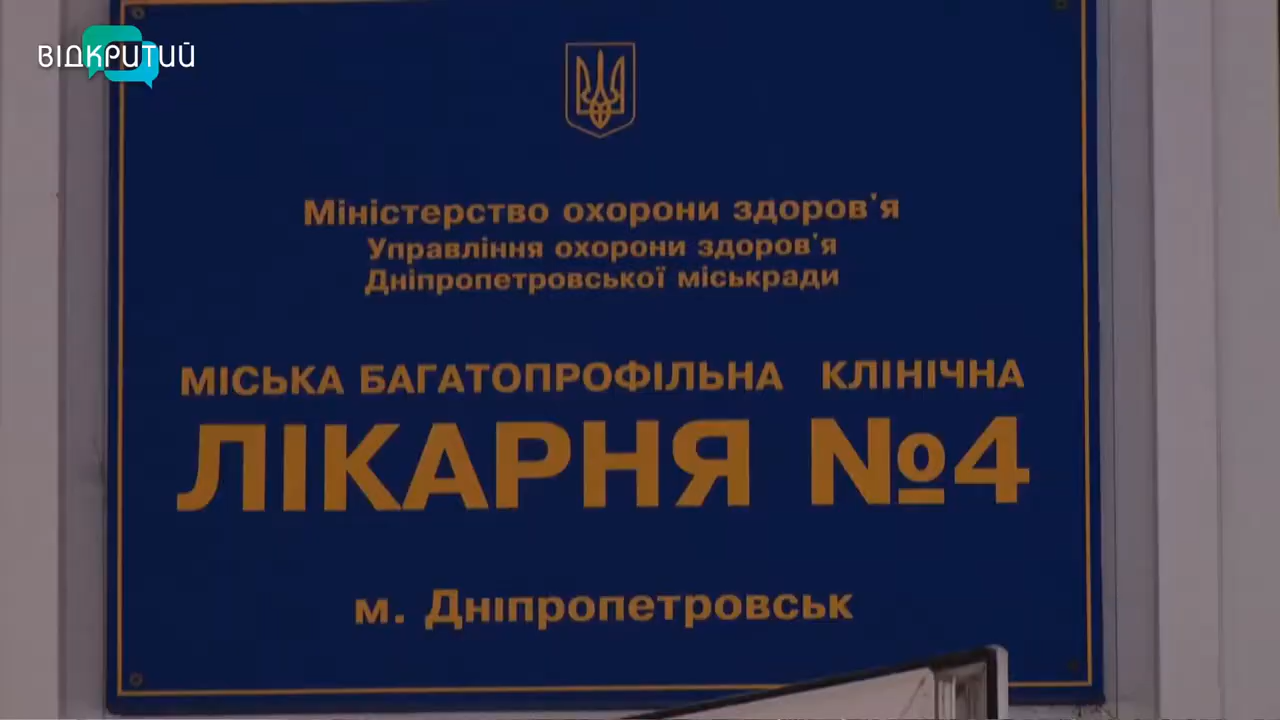 ВІДКРИТИЙ
Міністерство охорони здоров'я
Управління охорони здоров'я
Дніпропетровської міськради
МІСЬКА БАГАТОПРОФІЛЬНА КЛІНІЧНА
ЛІКАРНЯ №4
м. Дніпропетровськ